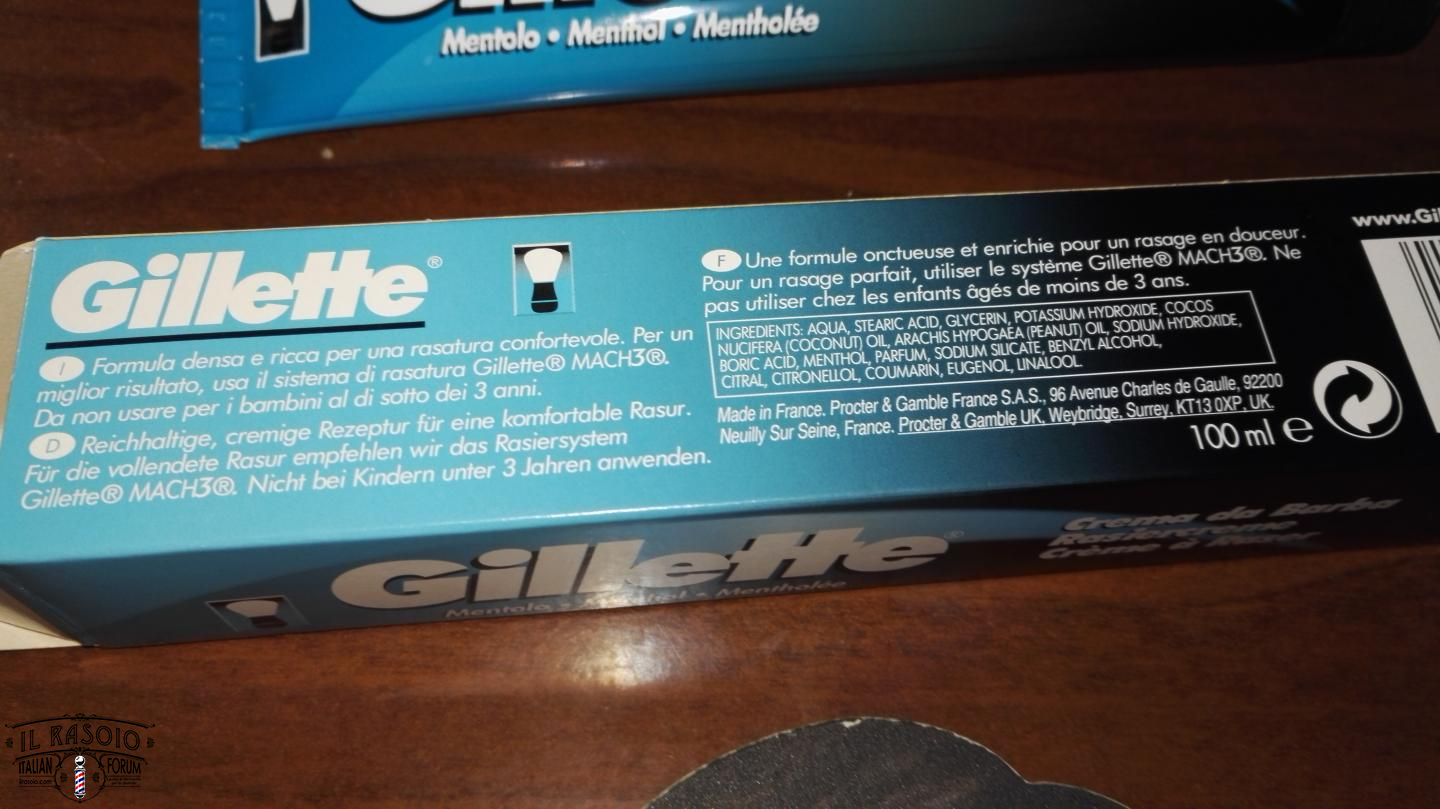 Mentolo • Menthol • Mentholée
www.Gil
Gillette®
I Formula densa e ricca per una rasatura confortevole. Per un
miglior risultato, usa il sistema di rasatura Gillette® MACH3®.
Da non usare per i bambini al di sotto dei 3 anni.
D Reichhaltige, cremige Rezeptur für eine komfortable Rasur.
Für die vollendete Rasur empfehlen wir das Rasiersystem
Gillette® MACH3®. Nicht bei Kindern unter 3 Jahren anwenden.
F Une formule onctueuse et enrichie pour un rasage en douceur.
Pour un rasage parfait, utiliser le système Gillette® MACH3®. Ne
pas utiliser chez les enfants âgés de moins de 3 ans.
INGREDIENTS: AQUA, STEARIC ACID, GLYCERIN, POTASSIUM HYDROXIDE, COCOS
NUCIFERA (COCONUT) OIL, ARACHIS HYPOGAEA (PEANUT) OIL, SODIUM HYDROXIDE,
BORIC ACID, MENTHOL, PARFUM, SODIUM SILICATE, BENZYL ALCOHOL,
CITRAL, CITRONELLOL, COUMARIN, EUGENOL, LINALOOL.
Made in France. Procter & Gamble France S.A.S., 96 Avenue Charles de Gaulle, 92200
Neuilly Sur Seine, France. Procter & Gamble UK, Weybridge, Surrey. KT13 0XP. UK.
100 ml e
Gillette®
Mentolo • Menthol • Mentholée
Crema da Barba
Rasiercreme
Crème à Raser
IL RASOIO
ITALIAN FORUM